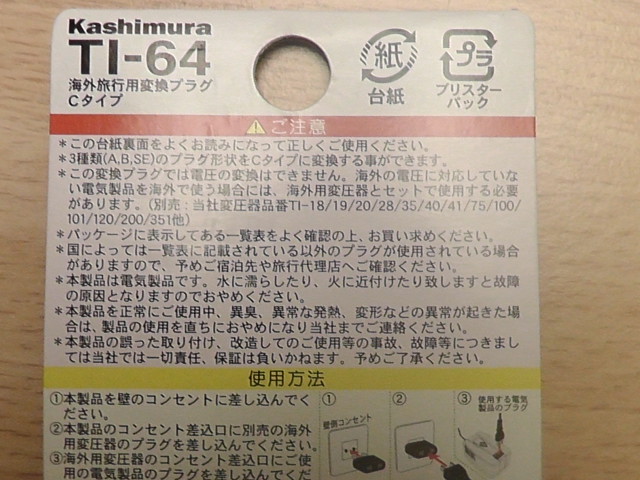 Kashimura
TI-64
海外旅行用変換プラグ
Cタイプ
紙
台紙
プラ
ブリスター
パック
ご注意
*この台紙裏面をよくお読みになって正しくご使用ください。
*3種類(A,B,SE)のプラグ形状をCタイプに変換する事ができます。
*この変換プラグでは電圧の変換はできません。海外の電圧に対応していな
い電気製品を海外で使う場合には、海外用変圧器とセットで使用する必要
があります。(別売:当社変圧器品番TI-18/19/20/28/35/40/41/75/100/
101/120/200/351他)
*パッケージに表示してある一覧表をよく確認の上、お買い求めください。
*国によっては一覧表に記載されている以外のプラグが使用されている場合
がありますので、予めご宿泊先や旅行代理店へご確認ください。
*本製品は電気製品です。水に濡らしたり、火に近付けたり致しますと故障
の原因となりますのでおやめください。
*本製品を正常にご使用中、異臭、異常な発熱、変形などの異常が起きた場
合は、製品の使用を直ちにおやめになり当社までご連絡ください。
*本製品の誤った取り付け、改造してのご使用等の事故、故障等につきまし
ては当社では一切責任、保証は負いかねます。予めご了承ください。
使用方法
①本製品を壁のコンセントに差し込んでく
ださい。
②本製品のコンセント差込口に別売の海外
用変圧器のプラグを差し込んでください。
③海外用変圧器のコンセント差込口にご使
用の電気製品のプラグを差し込んでくだ
①
壁側コンセント
②
③
使用する電気
製品のプラグ